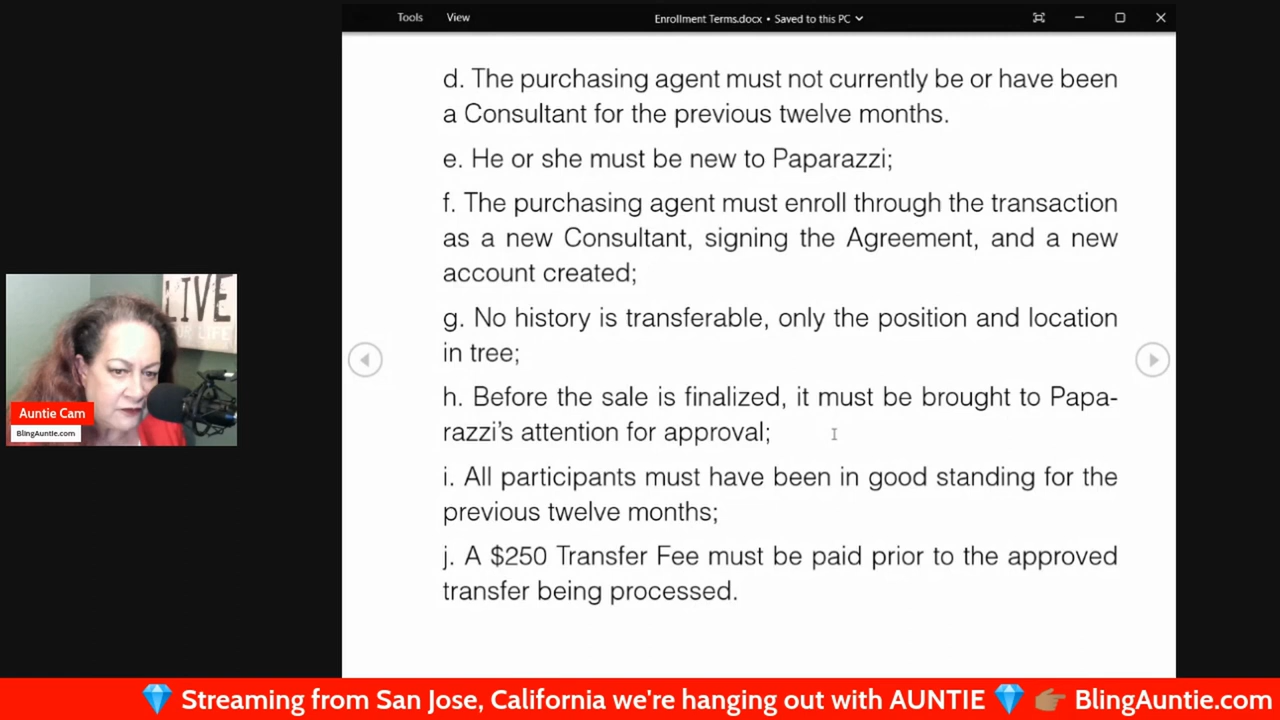 Tools View Enrollment Terms.docx • Saved to this PC
d. The purchasing agent must not currently be or have been
a Consultant for the previous twelve months.
e. He or she must be new to Paparazzi;
f. The purchasing agent must enroll through the transaction
as a new Consultant, signing the Agreement, and a new
account created;
g. No history is transferable, only the position and location
in tree;
h. Before the sale is finalized, it must be brought to Papa-
razzi’s attention for approval;
i. All participants must have been in good standing for the
previous twelve months;
j. A $250 Transfer Fee must be paid prior to the approved
transfer being processed.
LIVE
YOUR LIFE
Auntie Cam
BlingAuntie.com
💎 Streaming from San Jose, California we're hanging out with AUNTIE 💎 👉🏽 BlingAuntie.com